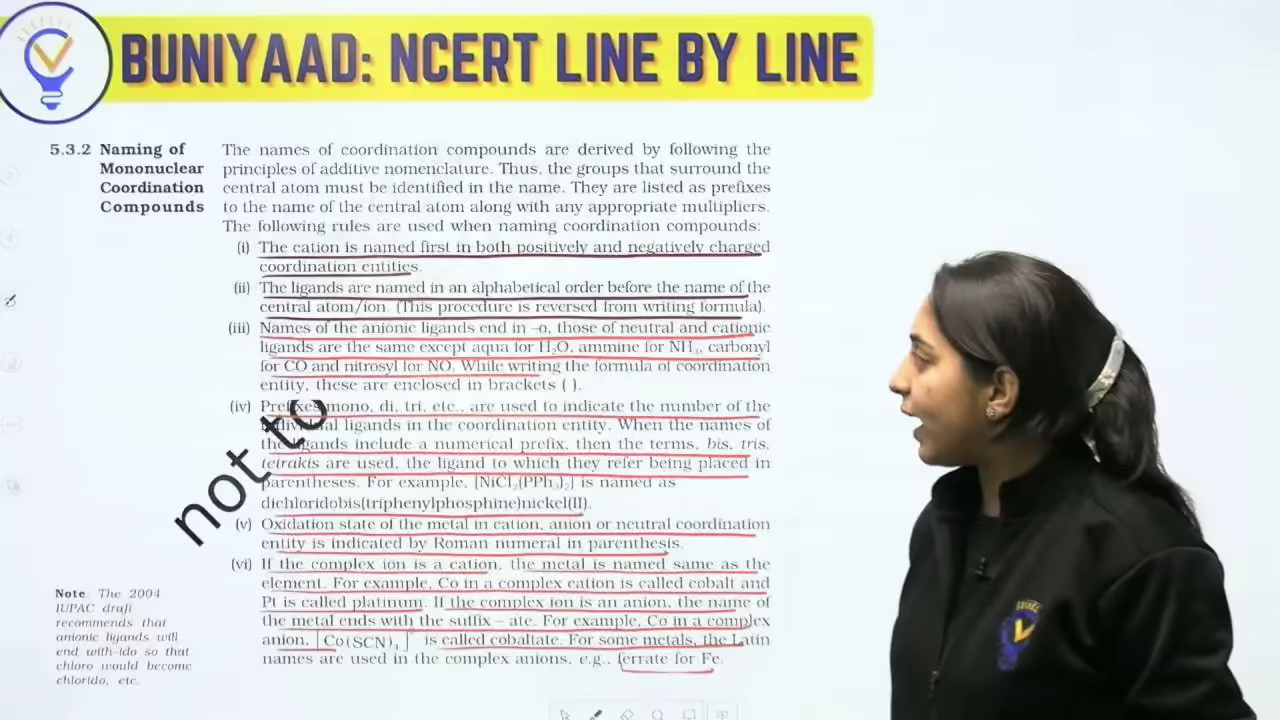 BUNIYAAD: NCERT LINE BY LINE
5.3.2 Naming of
Mononuclear
Coordination
Compounds
The names of coordination compounds are derived by following the
principles of additive nomenclature. Thus, the groups that surround the
central atom must be identified in the name. They are listed as prefixes
to the name of the central atom along with any appropriate multipliers.
The following rules are used when naming coordination compounds:
(i) The cation is named first in both positively and negatively charged
coordination entities.
(ii) The ligands are named in an alphabetical order before the name of the
central atom/ion. (This procedure is reversed from writing formula).
(iii) Names of the anionic ligands end in –o, those of neutral and cationic
ligands are the same except aqua for H₂O, ammine for NH₃, carbonyl
for CO and nitrosyl for NO. While writing the formula of coordination
entity, these are enclosed in brackets ( ).
(iv) Prefixes mono, di, tri, etc., are used to indicate the number of the
individual ligands in the coordination entity. When the names of
the ligands include a numerical prefix, then the terms, bis, tris,
tetrakis are used, the ligand to which they refer being placed in
parentheses. For example, [NiCl₂(PPh₃)₂] is named as
dichloridobis(triphenylphosphine)nickel(II).
(v) Oxidation state of the metal in cation, anion or neutral coordination
entity is indicated by Roman numeral in parenthesis.
(vi) If the complex ion is a cation, the metal is named same as the
element. For example, Co in a complex cation is called cobalt and
Pt is called platinum. If the complex ion is an anion, the name of
the metal ends with the suffix – ate. For example, Co in a complex
anion, [Co(SCN)₄] is called cobaltate. For some metals, the Latin
names are used in the complex anions, e.g., ferrate for Fe.
not to
Note: The 2004
IUPAC draft
recommends that
anionic ligands will
end with–ido so that
chloro would become
chlorido, etc.